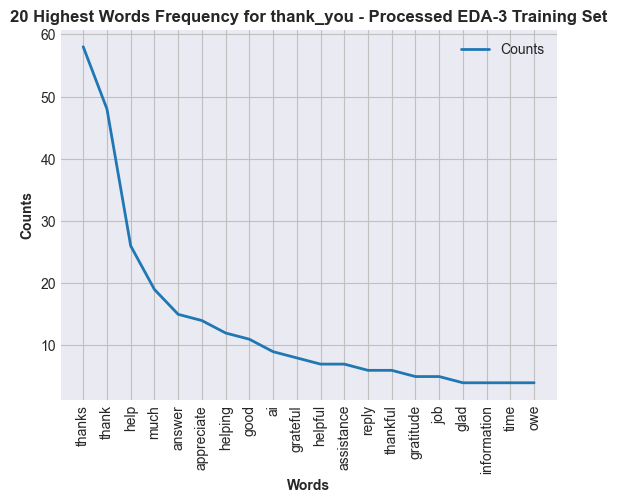 20 Highest Words Frequency for thank_you - Processed EDA-3 Training Set
Counts
60
50
40
30
20
10
Counts
thanks
thank
help
much
answer
appreciate
helping
good
ai
grateful
helpful
assistance
reply
thankful
gratitude
job
glad
information
time
owe
Words